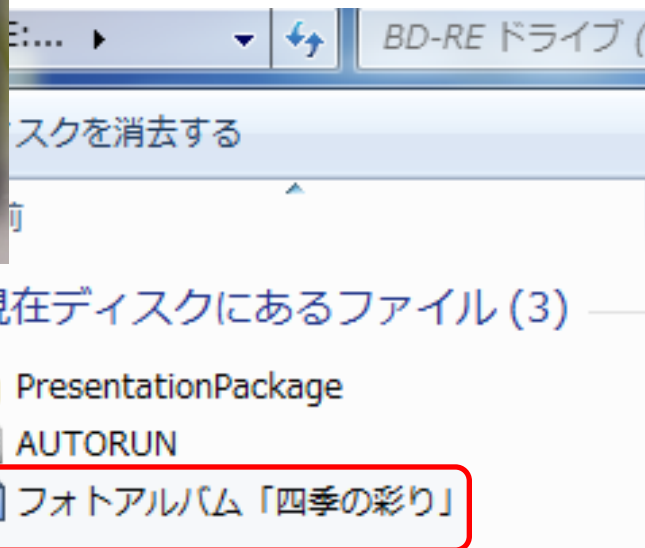 E:...
BD-RE ドライブ (
スクを消去する
前
現在ディスクにあるファイル (3)
PresentationPackage
AUTORUN
フォトアルバム「四季の彩り」